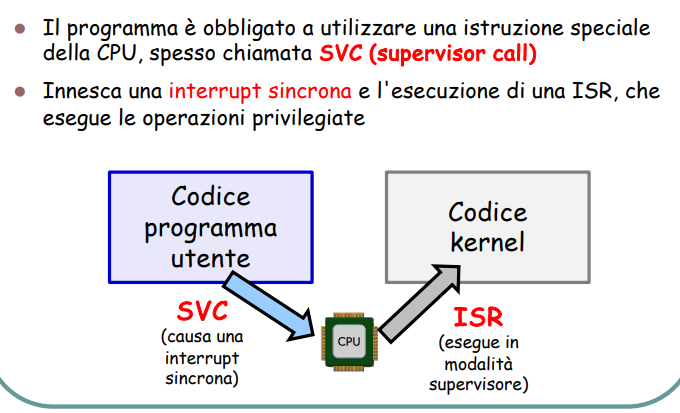 Il programma è obbligato a utilizzare una istruzione speciale
della CPU, spesso chiamata SVC (supervisor call)
Innesca una interrupt sincrona e l'esecuzione di una ISR, che
esegue le operazioni privilegiate
Codice
programma
utente
Codice
kernel
SVC
(causa una
interrupt
sincrona)
CPU
ISR
(esegue in
modalità
supervisore)